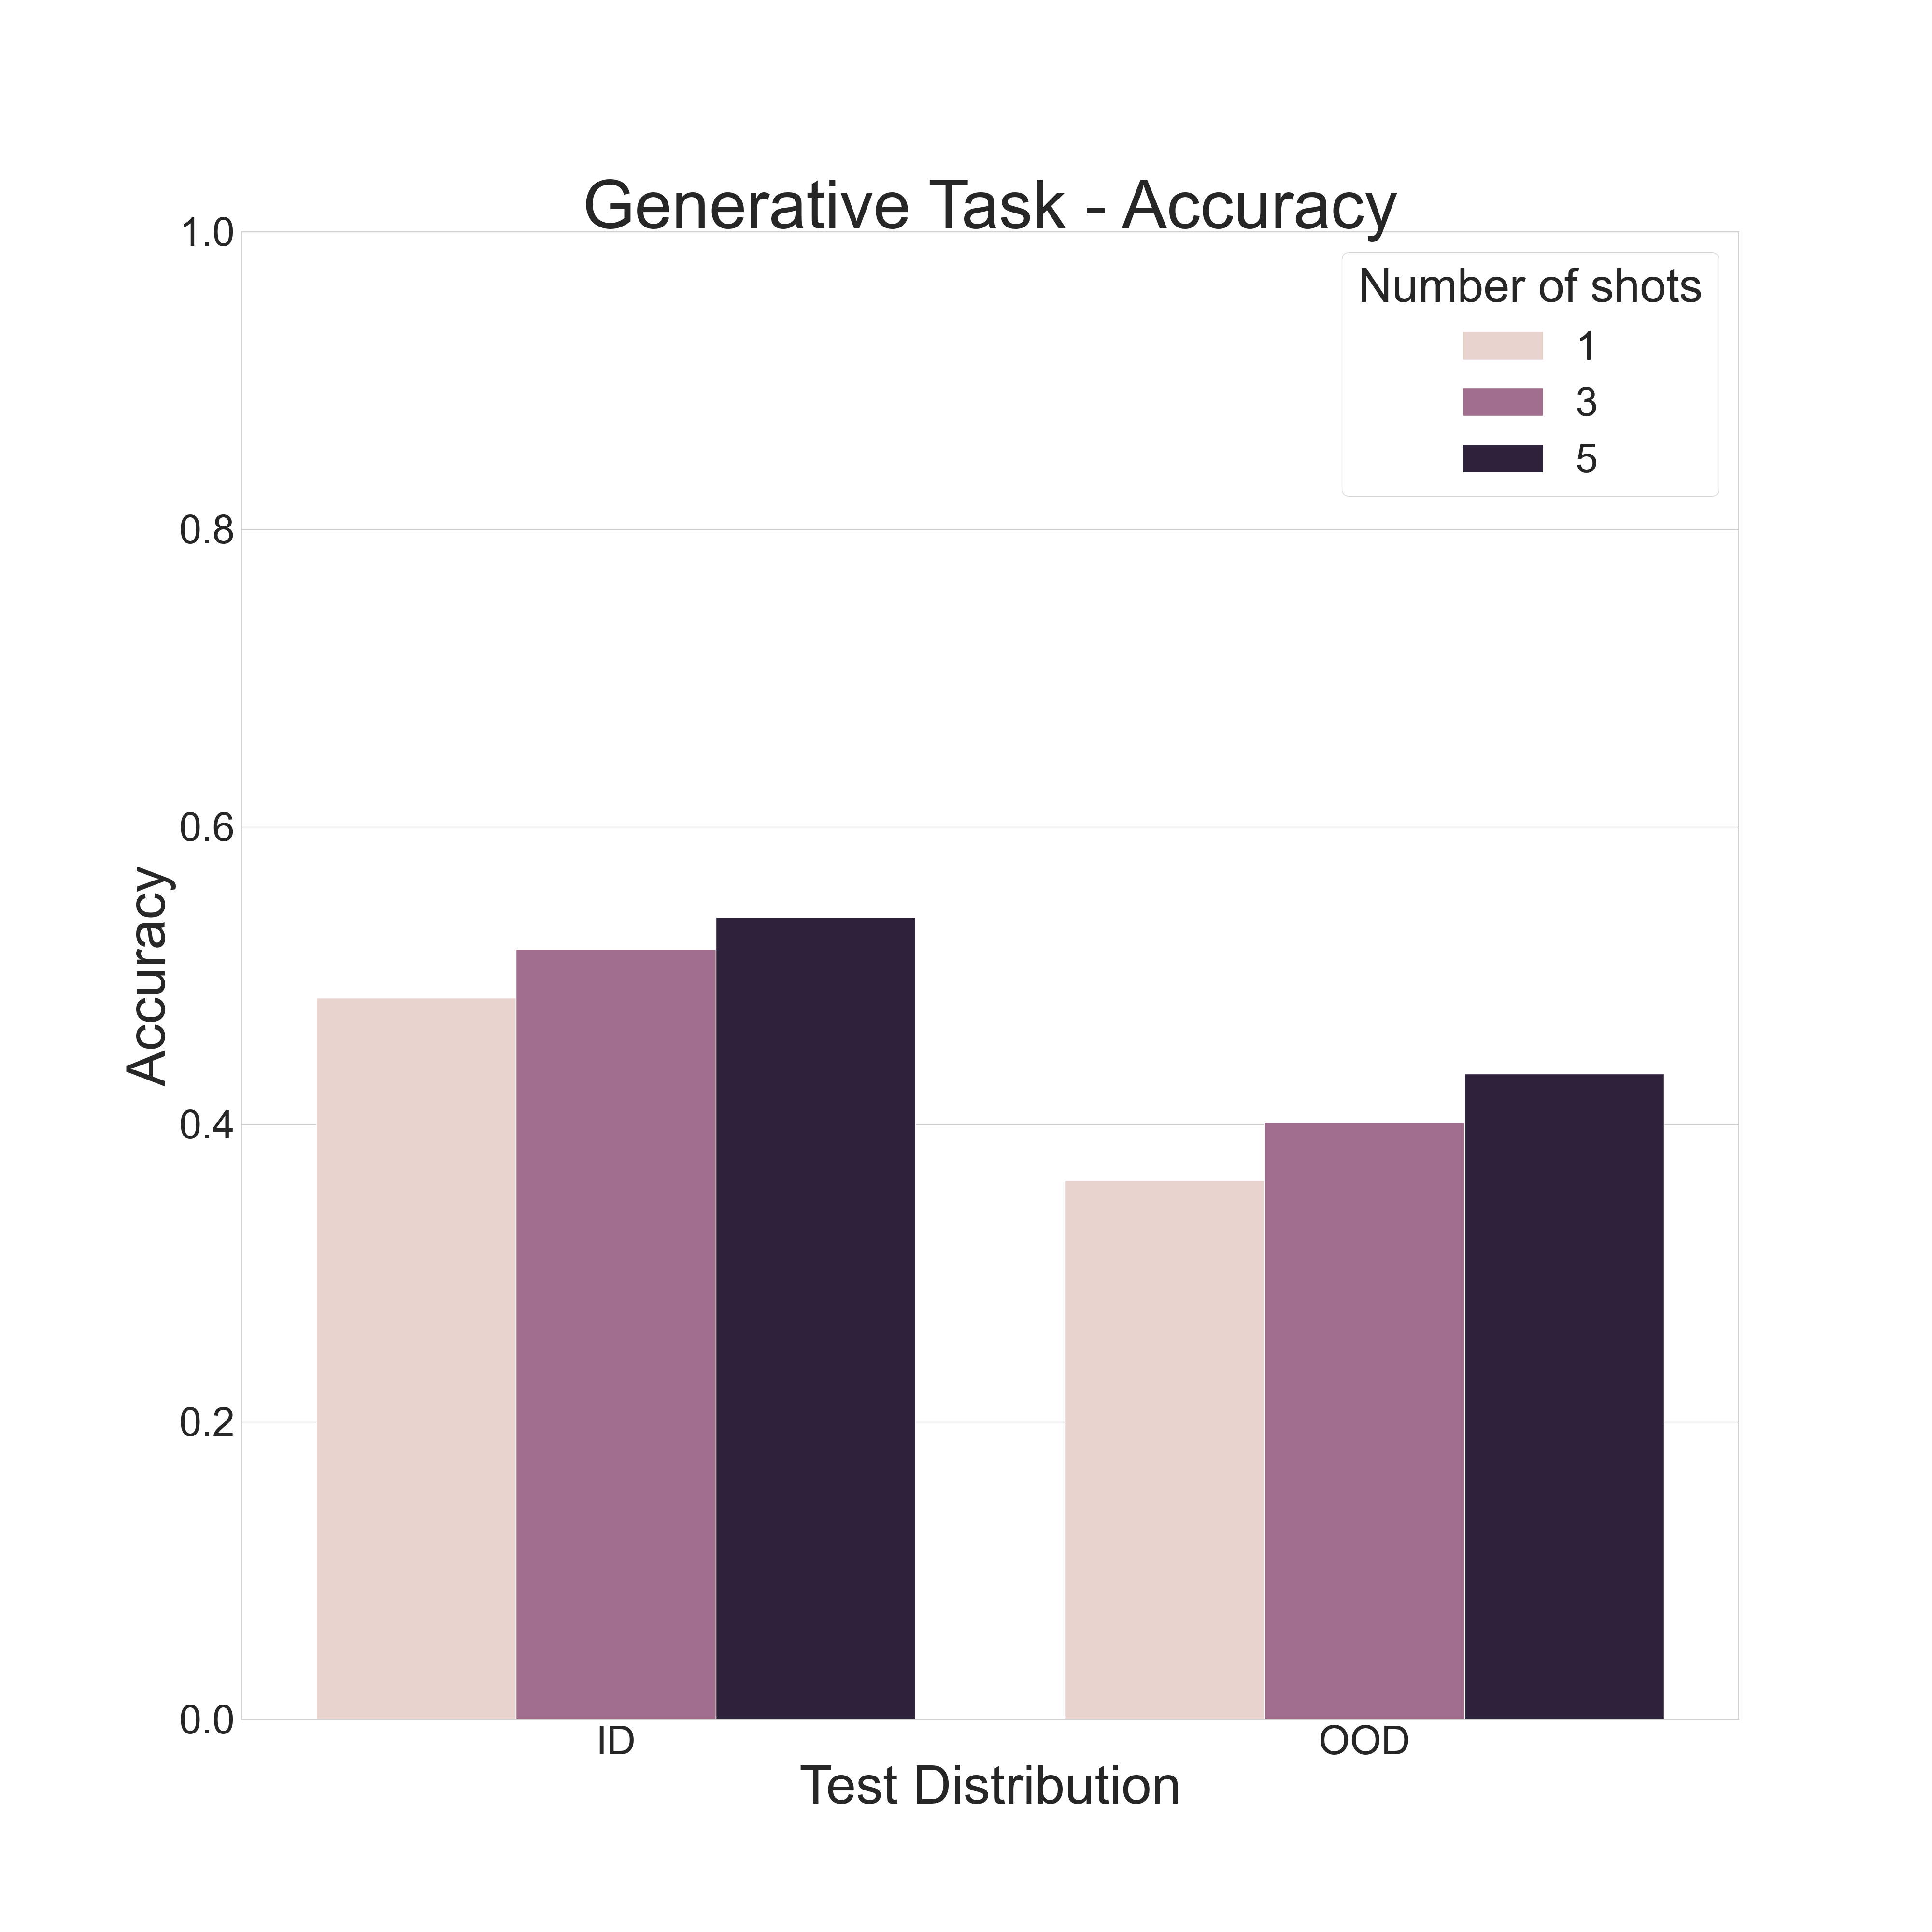 Generative Task - Accuracy
1.0
Number of shots
1
3
5
0.8
0.6
Accuracy
0.4
0.2
0.0
ID
OOD
Test Distribution